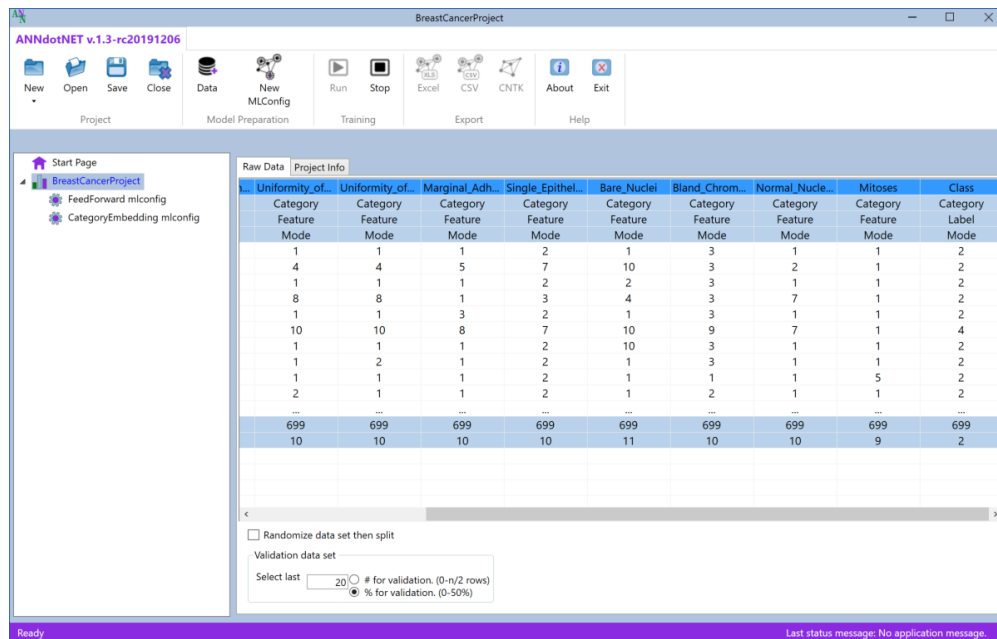 BreastCancerProject
ANNdotNET v.1.3-rc20191206
New Open Save Close Data New MLConfig Run Stop Excel CSV CNTK About Exit
XLS CSV
Project Model Preparation Training Export Help
Start Page
BreastCancerProject
FeedForward mlconfig
CategoryEmbedding mlconfig
Raw Data Project Info
Uniformity_of... Uniformity_of... Marginal_Adh... Single_Epithel... Bare_Nuclei Bland_Chrom... Normal_Nucle... Mitoses Class
Category Category Category Category Category Category Category Category Category
Feature Feature Feature Feature Feature Feature Feature Feature Label
Mode Mode Mode Mode Mode Mode Mode Mode Mode
1 1 1 2 1 3 1 1 2
4 4 5 7 10 3 2 1 2
1 1 1 2 2 3 1 1 2
8 8 1 3 4 3 7 1 2
1 1 3 2 1 3 1 1 2
10 10 8 7 10 9 7 1 4
1 1 1 2 10 3 1 1 2
1 2 1 2 1 3 1 1 2
1 1 1 2 1 1 1 5 2
2 1 1 2 1 2 1 1 2
... ... ... ... ... ... ... ... ...
699 699 699 699 699 699 699 699 699
10 10 10 10 11 10 10 9 2
Randomize data set then split
Validation data set
Select last 20 # for validation. (0-n/2 rows)
% for validation. (0-50%)
Ready Last status message: No application message.